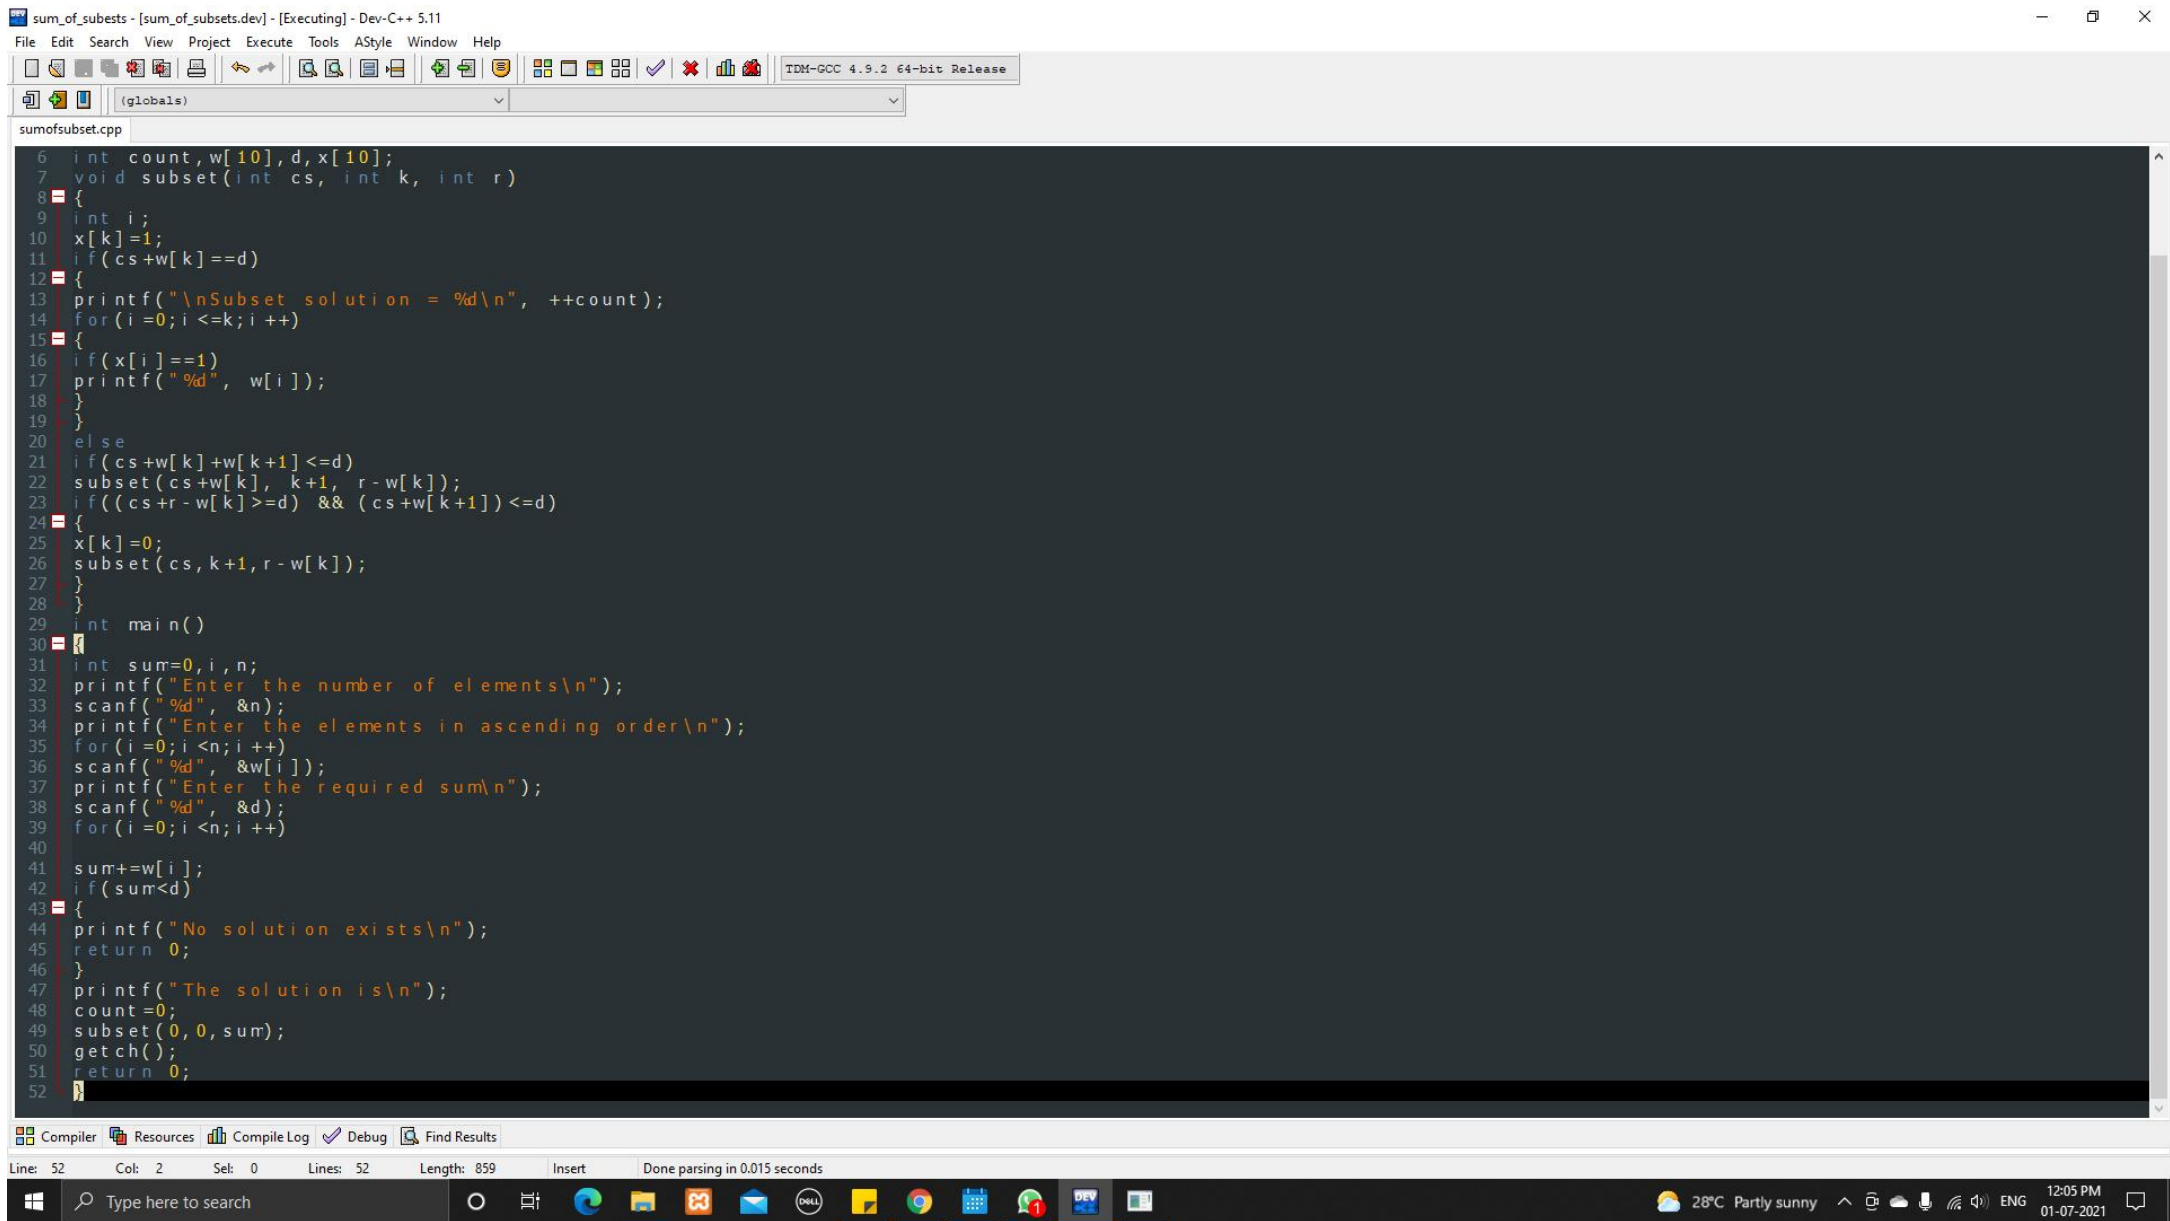 sum_of_subests - [sum_of_subsets.dev] - [Executing] - Dev-C++ 5.11
File Edit Search View Project Execute Tools AStyle Window Help
TDM-GCC 4.9.2 64-bit Release
(globals)
sumofsubset.cpp
6 int count,w[10],d,x[10];
7 void subset(int cs, int k, int r)
8 {
9 int i;
10 x[k]=1;
11 if(cs+w[k]==d)
12 {
13 printf("\nSubset solution = %d\n", ++count);
14 for(i=0;i<=k;i++)
15 {
16 if(x[i]==1)
17 printf("%d", w[i]);
18 }
19 }
20 else
21 if(cs+w[k]+w[k+1]<=d)
22 subset(cs+w[k], k+1, r-w[k]);
23 if((cs+r-w[k]>=d) && (cs+w[k+1])<=d)
24 {
25 x[k]=0;
26 subset(cs,k+1,r-w[k]);
27 }
28 }
29 int main()
30 {
31 int sum=0,i,n;
32 printf("Enter the number of elements\n");
33 scanf("%d", &n);
34 printf("Enter the elements in ascending order\n");
35 for(i=0;i<n;i++)
36 scanf("%d", &w[i]);
37 printf("Enter the required sum\n");
38 scanf("%d", &d);
39 for(i=0;i<n;i++)
40
41 sum+=w[i];
42 if(sum<d)
43 {
44 printf("No solution exists\n");
45 return 0;
46 }
47 printf("The solution is\n");
48 count=0;
49 subset(0,0,sum);
50 getch();
51 return 0;
52 }
Compiler Resources Compile Log Debug Find Results
Line: 52 Col: 2 Sel: 0 Lines: 52 Length: 859 Insert Done parsing in 0.015 seconds
Type here to search DELL 1 DEV 28°C Partly sunny ENG 12:05 PM
01-07-2021